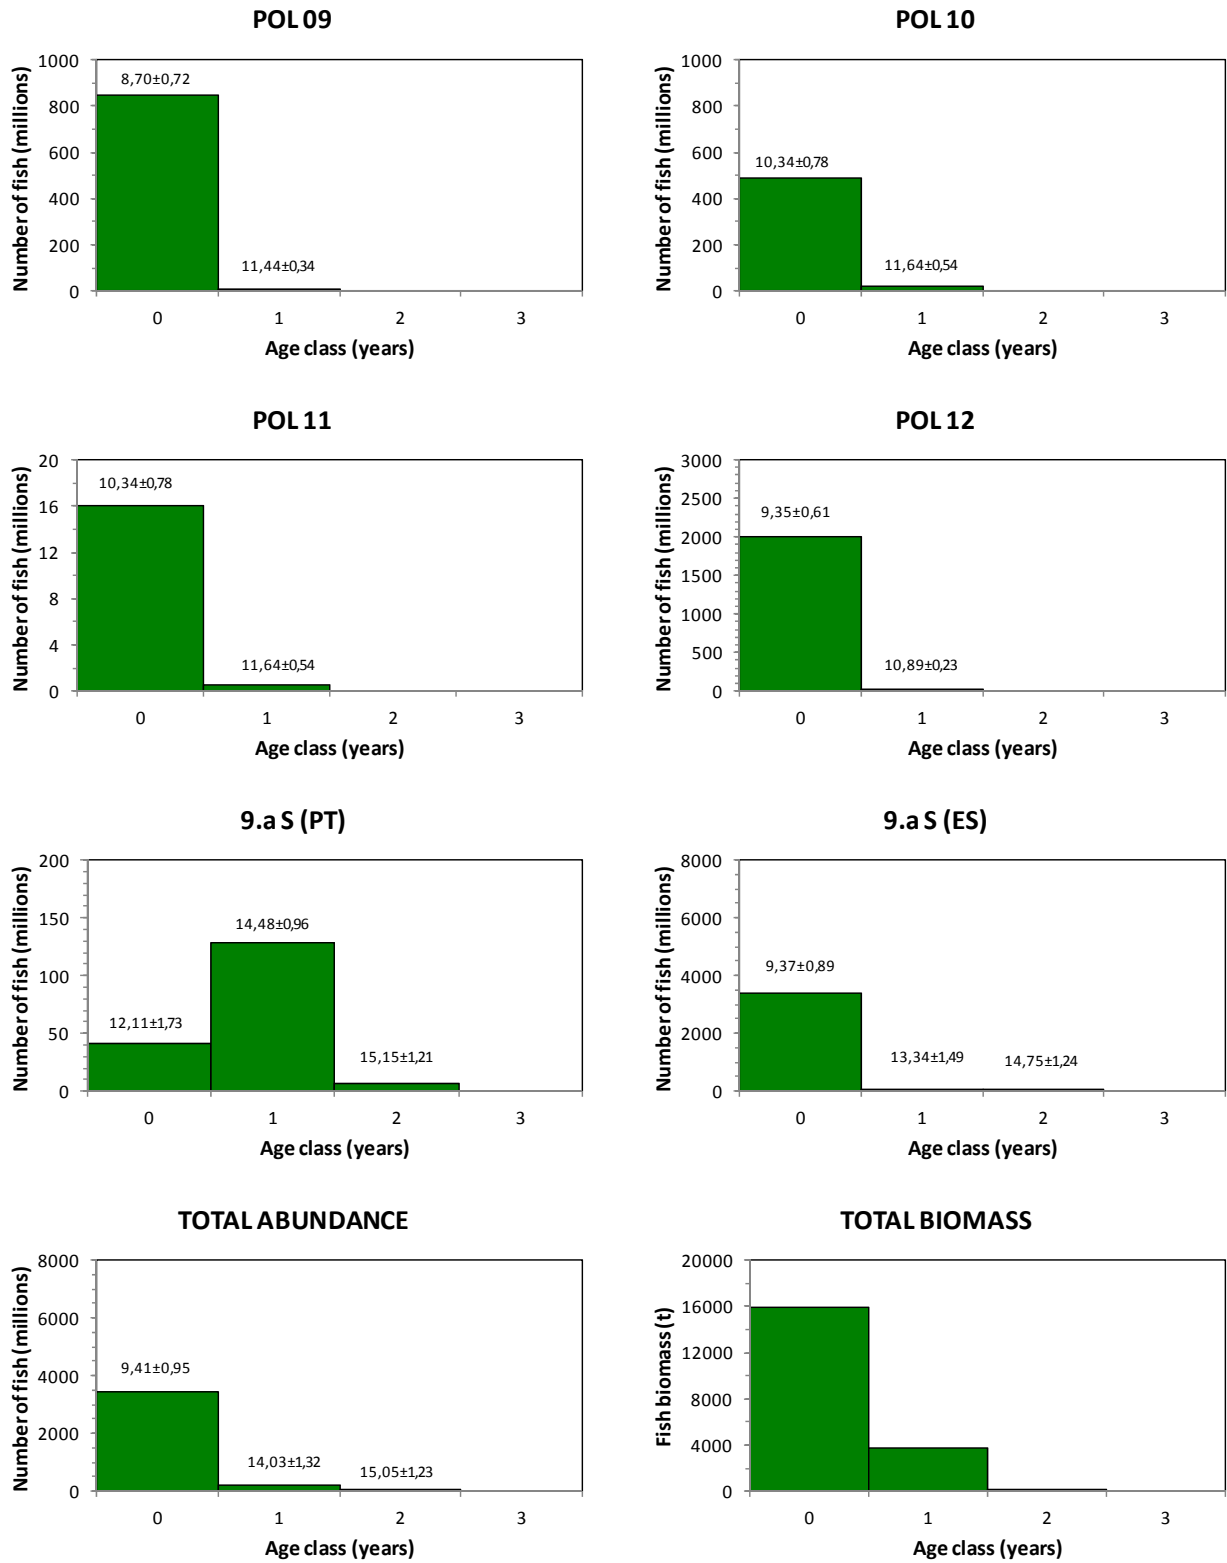 POL 09
1000
800
600
400
200
0
Number of fish (millions)
8,70±0,72
11,44±0,34
0 1 2 3
Age class (years)
POL 10
1000
800
600
400
200
0
Number of fish (millions)
10,34±0,78
11,64±0,54
0 1 2 3
Age class (years)
POL 11
20
16
12
8
4
0
Number of fish (millions)
10,34±0,78
11,64±0,54
0 1 2 3
Age class (years)
POL 12
3000
2500
2000
1500
1000
500
0
Number of fish (millions)
9,35±0,61
10,89±0,23
0 1 2 3
Age class (years)
9.a S (PT)
200
150
100
50
0
Number of fish (millions)
14,48±0,96
12,11±1,73
15,15±1,21
0 1 2 3
Age class (years)
9.a S (ES)
8000
6000
4000
2000
0
Number of fish (millions)
9,37±0,89
13,34±1,49
14,75±1,24
0 1 2 3
Age class (years)
TOTAL ABUNDANCE
8000
6000
4000
2000
0
Number of fish (millions)
9,41±0,95
14,03±1,32
15,05±1,23
0 1 2 3
Age class (years)
TOTAL BIOMASS
20000
16000
12000
8000
4000
0
Fish biomass (t)
0 1 2 3
Age class (years)